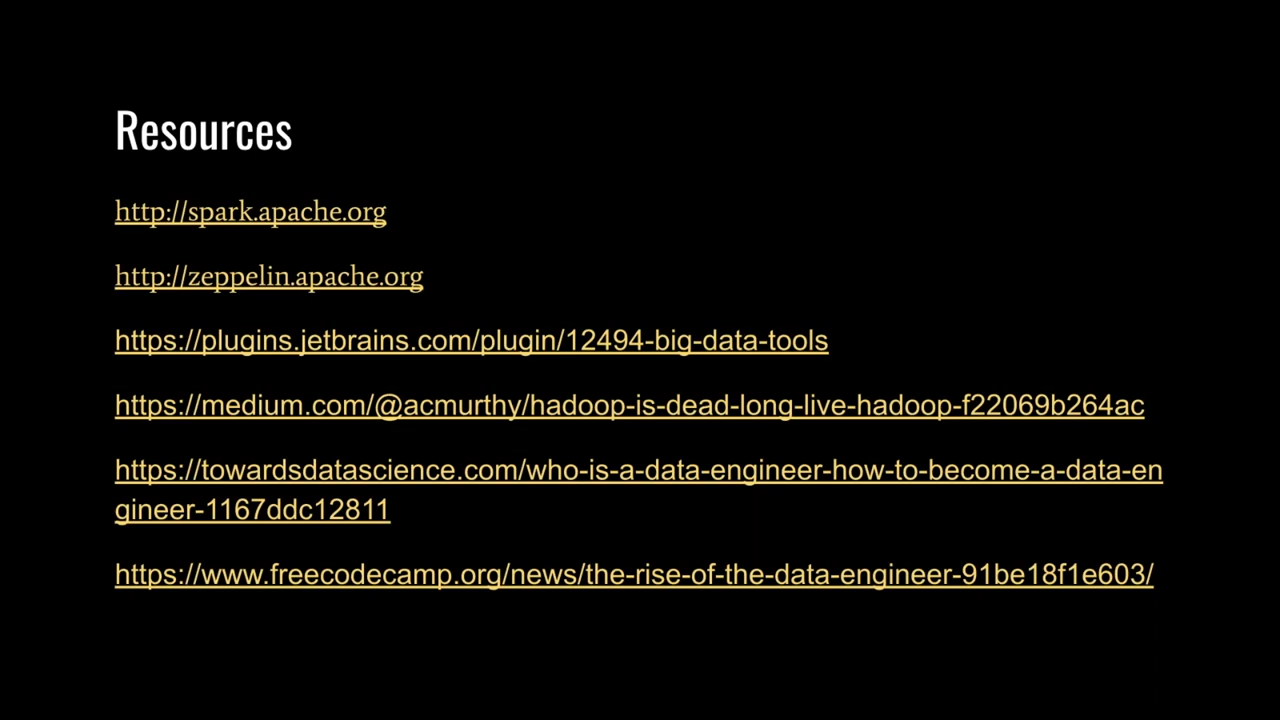 Resources
http://spark.apache.org
http://zeppelin.apache.org
https://plugins.jetbrains.com/plugin/12494-big-data-tools
https://medium.com/@acmurthy/hadoop-is-dead-long-live-hadoop-f22069b264ac
https://towardsdatascience.com/who-is-a-data-engineer-how-to-become-a-data-en
gineer-1167ddc12811
https://www.freecodecamp.org/news/the-rise-of-the-data-engineer-91be18f1e603/